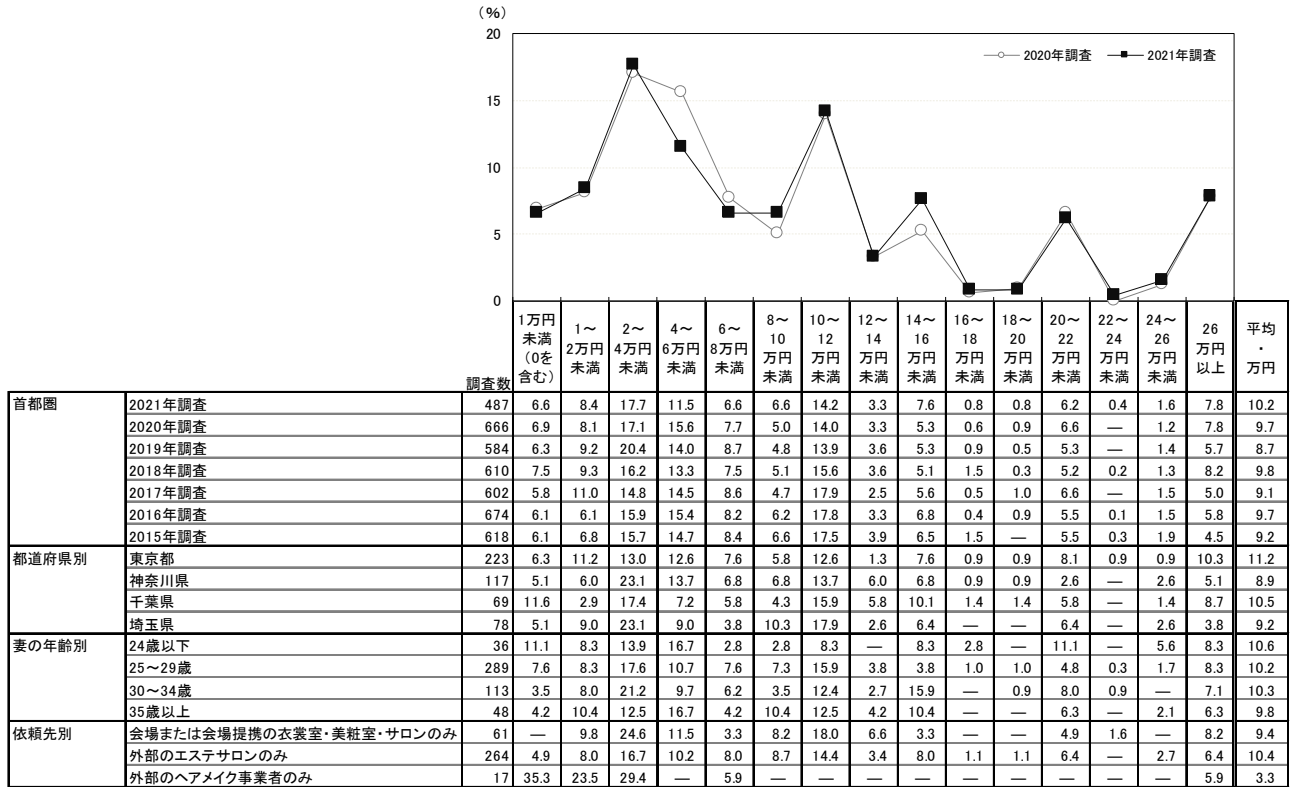 (%)
20
15
10
5
0
2020年調査 2021年調査
調査数 1万円未満(0を含む) 1～2万円未満 2～4万円未満 4～6万円未満 6～8万円未満 8～10万円未満 10～12万円未満 12～14万円未満 14～16万円未満 16～18万円未満 18～20万円未満 20～22万円未満 22～24万円未満 24～26万円未満 26万円以上 平均・万円
首都圏 2021年調査 487 6.6 8.4 17.7 11.5 6.6 6.6 14.2 3.3 7.6 0.8 0.8 6.2 0.4 1.6 7.8 10.2
2020年調査 666 6.9 8.1 17.1 15.6 7.7 5.0 14.0 3.3 5.3 0.6 0.9 6.6 — 1.2 7.8 9.7
2019年調査 584 6.3 9.2 20.4 14.0 8.7 4.8 13.9 3.6 5.3 0.9 0.5 5.3 — 1.4 5.7 8.7
2018年調査 610 7.5 9.3 16.2 13.3 7.5 5.1 15.6 3.6 5.1 1.5 0.3 5.2 0.2 1.3 8.2 9.8
2017年調査 602 5.8 11.0 14.8 14.5 8.6 4.7 17.9 2.5 5.6 0.5 1.0 6.6 — 1.5 5.0 9.1
2016年調査 674 6.1 6.1 15.9 15.4 8.2 6.2 17.8 3.3 6.8 0.4 0.9 5.5 0.1 1.5 5.8 9.7
2015年調査 618 6.1 6.8 15.7 14.7 8.4 6.6 17.5 3.9 6.5 1.5 — 5.5 0.3 1.9 4.5 9.2
都道府県別 東京都 223 6.3 11.2 13.0 12.6 7.6 5.8 12.6 1.3 7.6 0.9 0.9 8.1 0.9 0.9 10.3 11.2
神奈川県 117 5.1 6.0 23.1 13.7 6.8 6.8 13.7 6.0 6.8 0.9 0.9 2.6 — 2.6 5.1 8.9
千葉県 69 11.6 2.9 17.4 7.2 5.8 4.3 15.9 5.8 10.1 1.4 1.4 5.8 — 1.4 8.7 10.5
埼玉県 78 5.1 9.0 23.1 9.0 3.8 10.3 17.9 2.6 6.4 — — 6.4 — 2.6 3.8 9.2
妻の年齢別 24歳以下 36 11.1 8.3 13.9 16.7 2.8 2.8 8.3 — 8.3 2.8 — 11.1 — 5.6 8.3 10.6
25～29歳 289 7.6 8.3 17.6 10.7 7.6 7.3 15.9 3.8 3.8 1.0 1.0 4.8 0.3 1.7 8.3 10.2
30～34歳 113 3.5 8.0 21.2 9.7 6.2 3.5 12.4 2.7 15.9 — 0.9 8.0 0.9 — 7.1 10.3
35歳以上 48 4.2 10.4 12.5 16.7 4.2 10.4 12.5 4.2 10.4 — — 6.3 — 2.1 6.3 9.8
依頼先別 会場または会場提携の衣裳室・美粧室・サロンのみ 61 — 9.8 24.6 11.5 3.3 8.2 18.0 6.6 3.3 — — 4.9 1.6 — 8.2 9.4
外部のエステサロンのみ 264 4.9 8.0 16.7 10.2 8.0 8.7 14.4 3.4 8.0 1.1 1.1 6.4 — 2.7 6.4 10.4
外部のヘアメイク事業者のみ 17 35.3 23.5 29.4 — 5.9 — — — — — — — — — 5.9 3.3